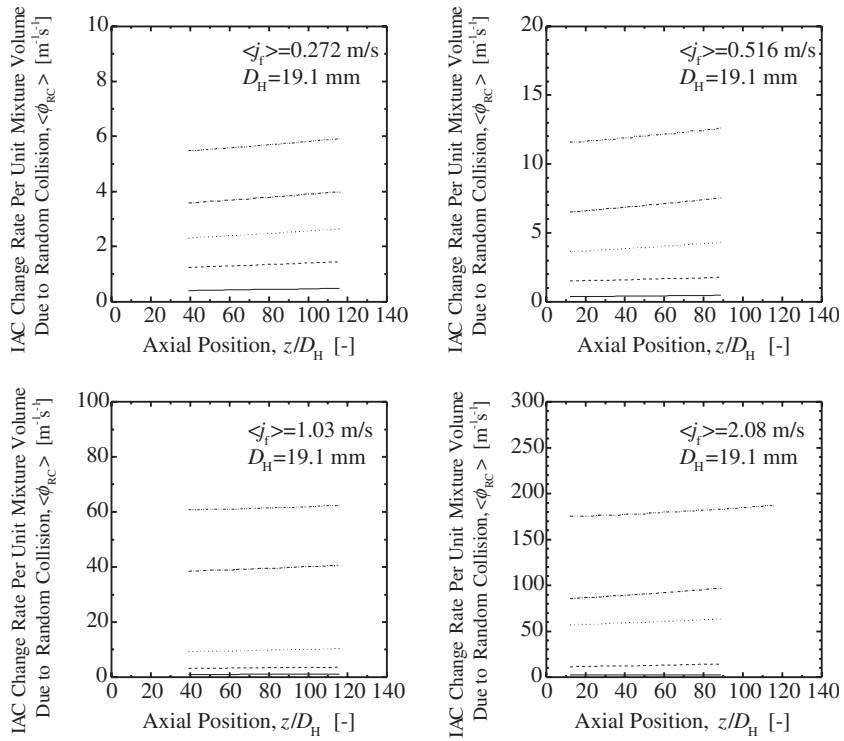 IAC Change Rate Per Unit Mixture Volume
Due to Random Collision, <ϕRC> [m⁻¹s⁻¹]
10
8
6
4
2
0
<jf>=0.272 m/s
DH=19.1 mm
0 20 40 60 80 100 120 140
Axial Position, z/DH [-]
IAC Change Rate Per Unit Mixture Volume
Due to Random Collision, <ϕRC> [m⁻¹s⁻¹]
20
15
10
5
0
<jf>=0.516 m/s
DH=19.1 mm
0 20 40 60 80 100 120 140
Axial Position, z/DH [-]
IAC Change Rate Per Unit Mixture Volume
Due to Random Collision, <ϕRC> [m⁻¹s⁻¹]
100
80
60
40
20
0
<jf>=1.03 m/s
DH=19.1 mm
0 20 40 60 80 100 120 140
Axial Position, z/DH [-]
IAC Change Rate Per Unit Mixture Volume
Due to Random Collision, <ϕRC> [m⁻¹s⁻¹]
300
250
200
150
100
50
0
<jf>=2.08 m/s
DH=19.1 mm
0 20 40 60 80 100 120 140
Axial Position, z/DH [-]